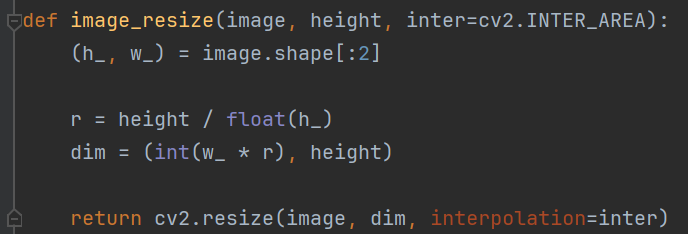 def image_resize(image, height, inter=cv2.INTER_AREA):
    (h_, w_) = image.shape[:2]
    r = height / float(h_)
    dim = (int(w_ * r), height)
    return cv2.resize(image, dim, interpolation=inter)